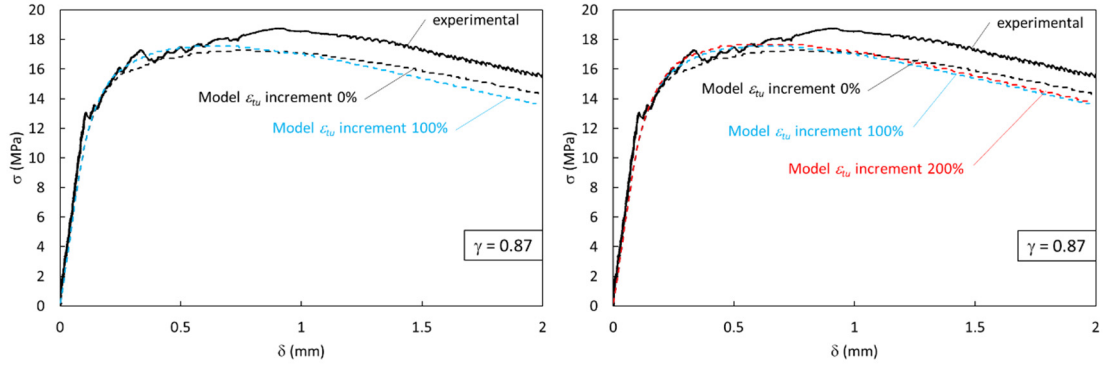 20
18
16
14
12
10
8
6
4
2
0
σ (MPa)
experimental
Model εtu increment 0%
Model εtu increment 100%
γ = 0.87
0 0.5 1 1.5 2
δ (mm)
20
18
16
14
12
10
8
6
4
2
0
σ (MPa)
experimental
Model εtu increment 0%
Model εtu increment 100%
Model εtu increment 200%
γ = 0.87
0 0.5 1 1.5 2
δ (mm)